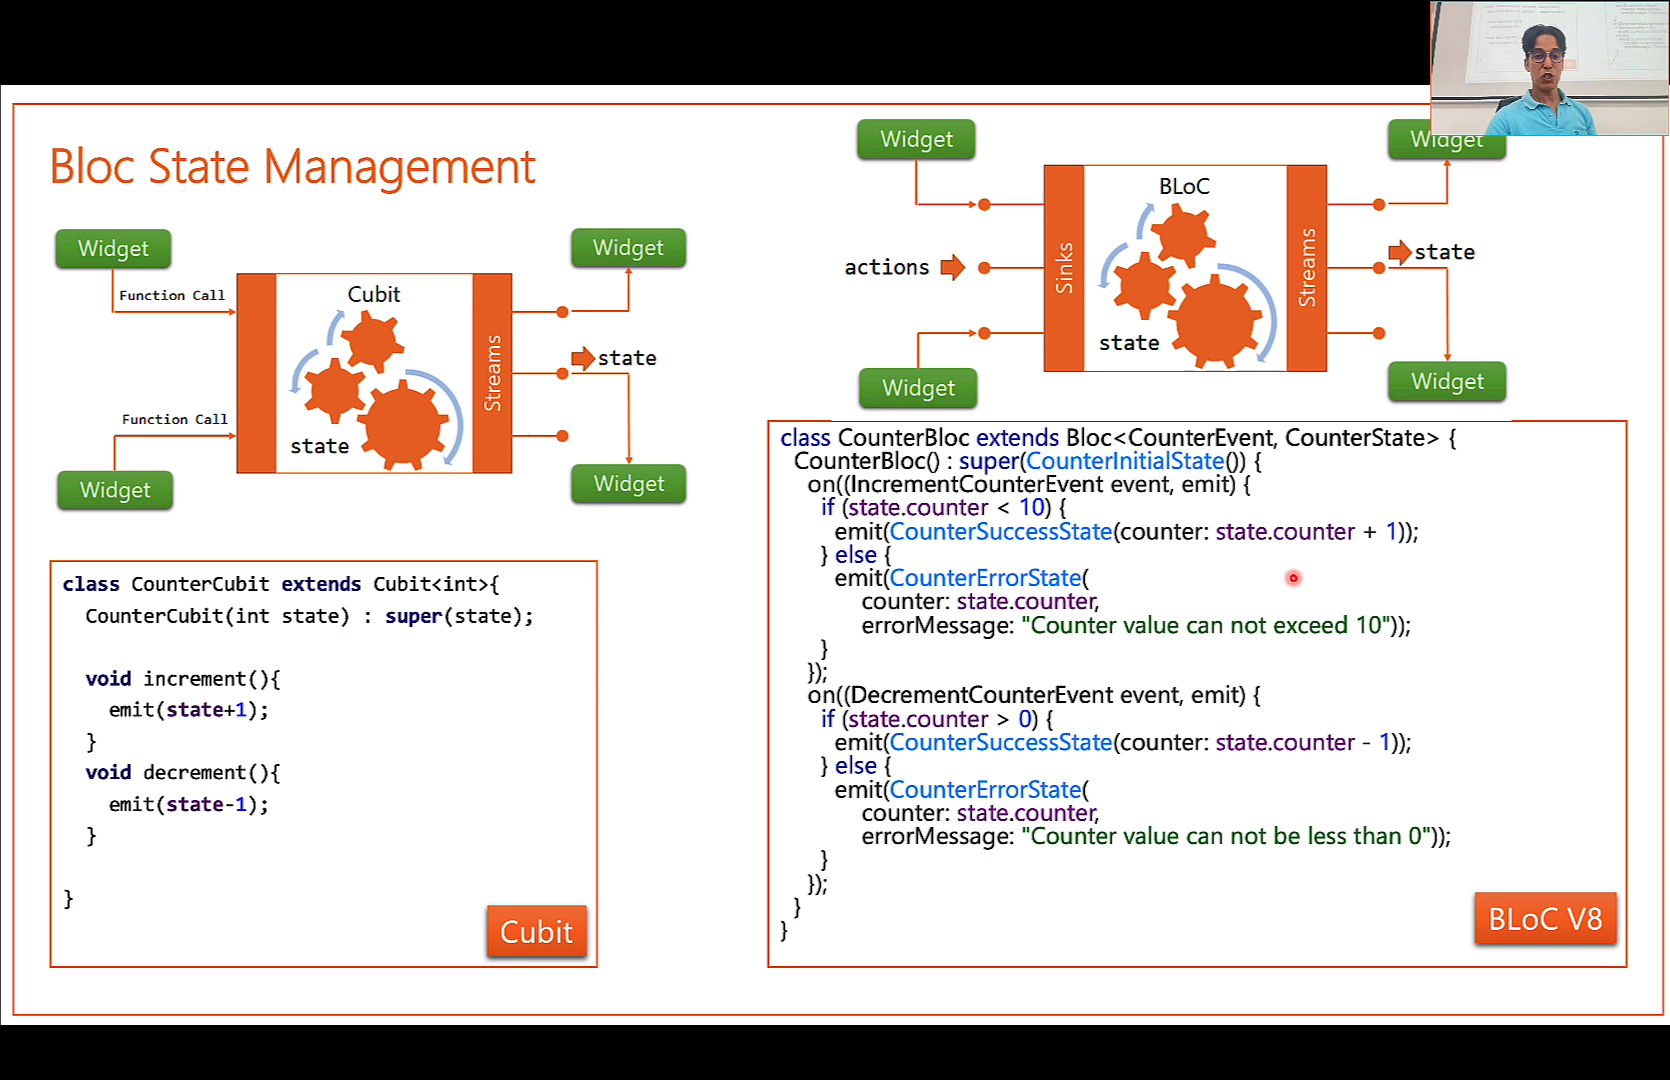 Bloc State Management
Widget
Function Call
Function Call
Widget
Cubit
state
Streams
Widget
state
Widget
class CounterCubit extends Cubit<int>{
CounterCubit(int state) : super(state);
void increment(){
emit(state+1);
}
void decrement(){
emit(state-1);
}
}
Cubit
Widget
actions
Widget
Sinks
BLoC
state
Streams
Widget
state
Widget
class CounterBloc extends Bloc<CounterEvent, CounterState> {
CounterBloc() : super(CounterInitialState()) {
on((IncrementCounterEvent event, emit) {
if (state.counter < 10) {
emit(CounterSuccessState(counter: state.counter + 1));
} else {
emit(CounterErrorState(
counter: state.counter,
errorMessage: "Counter value can not exceed 10"));
}
});
on((DecrementCounterEvent event, emit) {
if (state.counter > 0) {
emit(CounterSuccessState(counter: state.counter - 1));
} else {
emit(CounterErrorState(
counter: state.counter,
errorMessage: "Counter value can not be less than 0"));
}
});
}
}
BLoC V8